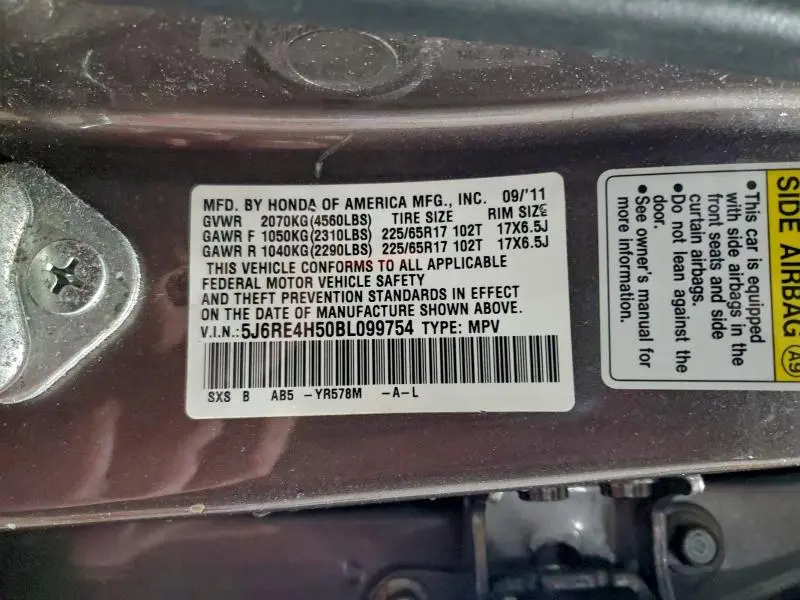 MFD. BY HONDA OF AMERICA MFG., INC. 09/'11
GVWR 2070KG(4560LBS) TIRE SIZE RIM SIZE
GAWR F 1050KG(2310LBS) 225/65R17 102T 17X6.5J
GAWR R 1040KG(2290LBS) 225/65R17 102T 17X6.5J
THIS VEHICLE CONFORMS TO ALL APPLICABLE
FEDERAL MOTOR VEHICLE SAFETY
AND THEFT PREVENTION STANDARDS IN EFFECT
ON THE DATE OF MANUFACTURE SHOWN ABOVE.
V.I.N.: 5J6RE4H50BL099754 TYPE: MPV
SXS B AB5 -YR578M -A-L
SIDE AIRBAG A9
•This car is equipped
with side airbags in the
front seats and side
curtain airbags.
•Do not lean against the
door.
•See owner's manual for
more information.